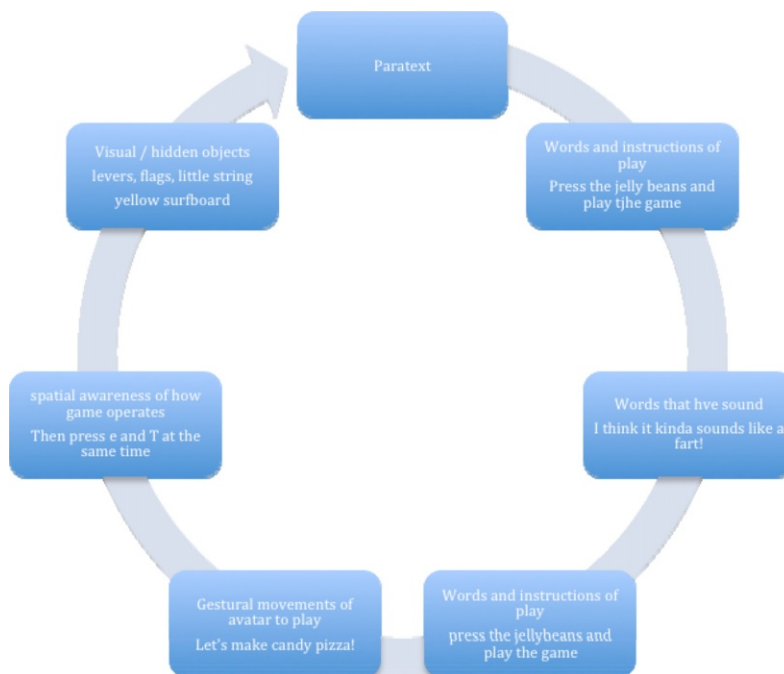 Paratext
Words and instructions of
play
Press the jelly beans and
play tjhe game
Words that hve sound
I think it kinda sounds like a
fart!
Words and instructions of
play
press the jellybeans and
play the game
Gestural movements of
avatar to play
Let's make candy pizza!
spatial awareness of how
game operates
Then press e and T at the
same time
Visual / hidden objects
levers, flags, little string
yellow surfboard